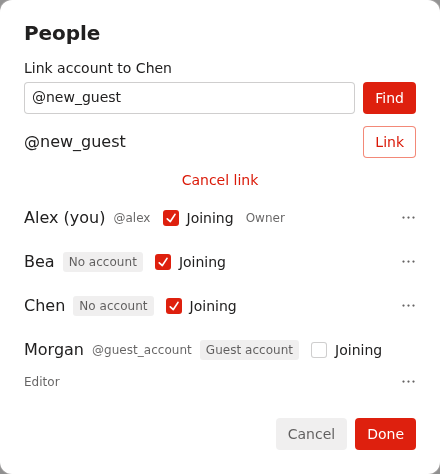 People
Link account to Chen
@new_guest Find
@new_guest Link
Cancel link
Alex (you) @alex Joining Owner ...
Bea No account Joining ...
Chen No account Joining ...
Morgan @guest_account Guest account Joining
Editor ...
Cancel Done